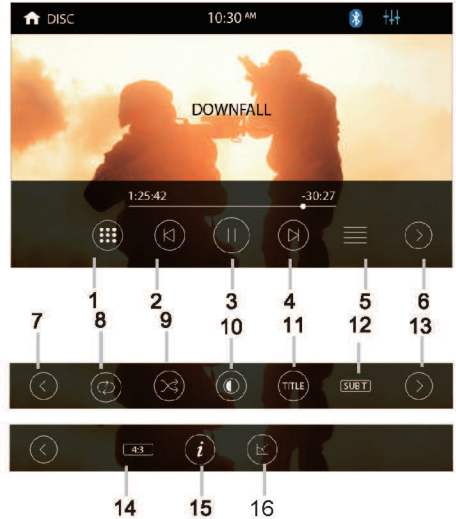 DISC 10:30 AM
DOWNFALL
1:25:42 -30:27
1 2 3 4 5 6
7 8 9 10 11 12 13
TITLE SUBT
4:3 i
14 15 16